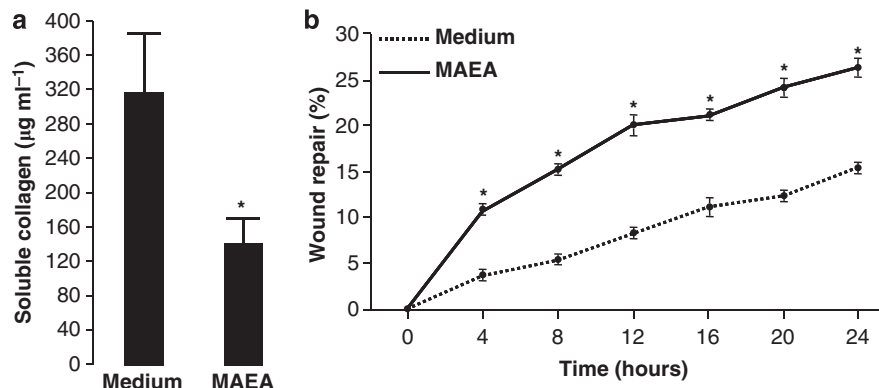 a
400
360
320
280
240
200
160
120
80
40
0
Soluble collagen (μg ml⁻¹)
*
Medium MAEA
b
Medium
MAEA
30
25
20
15
10
5
0
Wound repair (%)
* * * * * *
0 4 8 12 16 20 24
Time (hours)